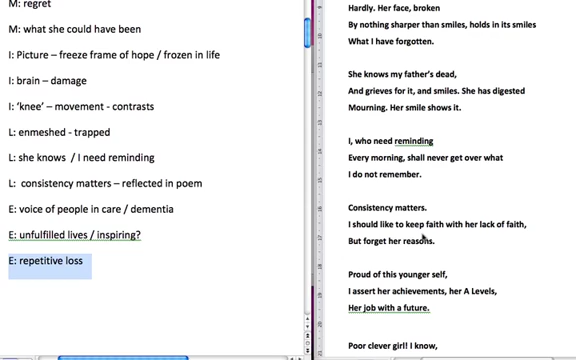 M: regret
M: what she could have been
I: Picture – freeze frame of hope / frozen in life
I: brain – damage
I: ‘knee’ – movement - contrasts
L: enmeshed - trapped
L: she knows / I need reminding
L: consistency matters – reflected in poem
E: voice of people in care / dementia
E: unfulfilled lives / inspiring?
E: repetitive loss
Hardly. Her face, broken
By nothing sharper than smiles, holds in its smiles
What I have forgotten.
She knows my father’s dead,
And grieves for it, and smiles. She has digested
Mourning. Her smile shows it.
I, who need reminding
Every morning, shall never get over what
I do not remember.
Consistency matters.
I should like to keep faith with her lack of faith,
But forget her reasons.
Proud of this younger self,
I assert her achievements, her A Levels,
Her job with a future.
Poor clever girl! I know,